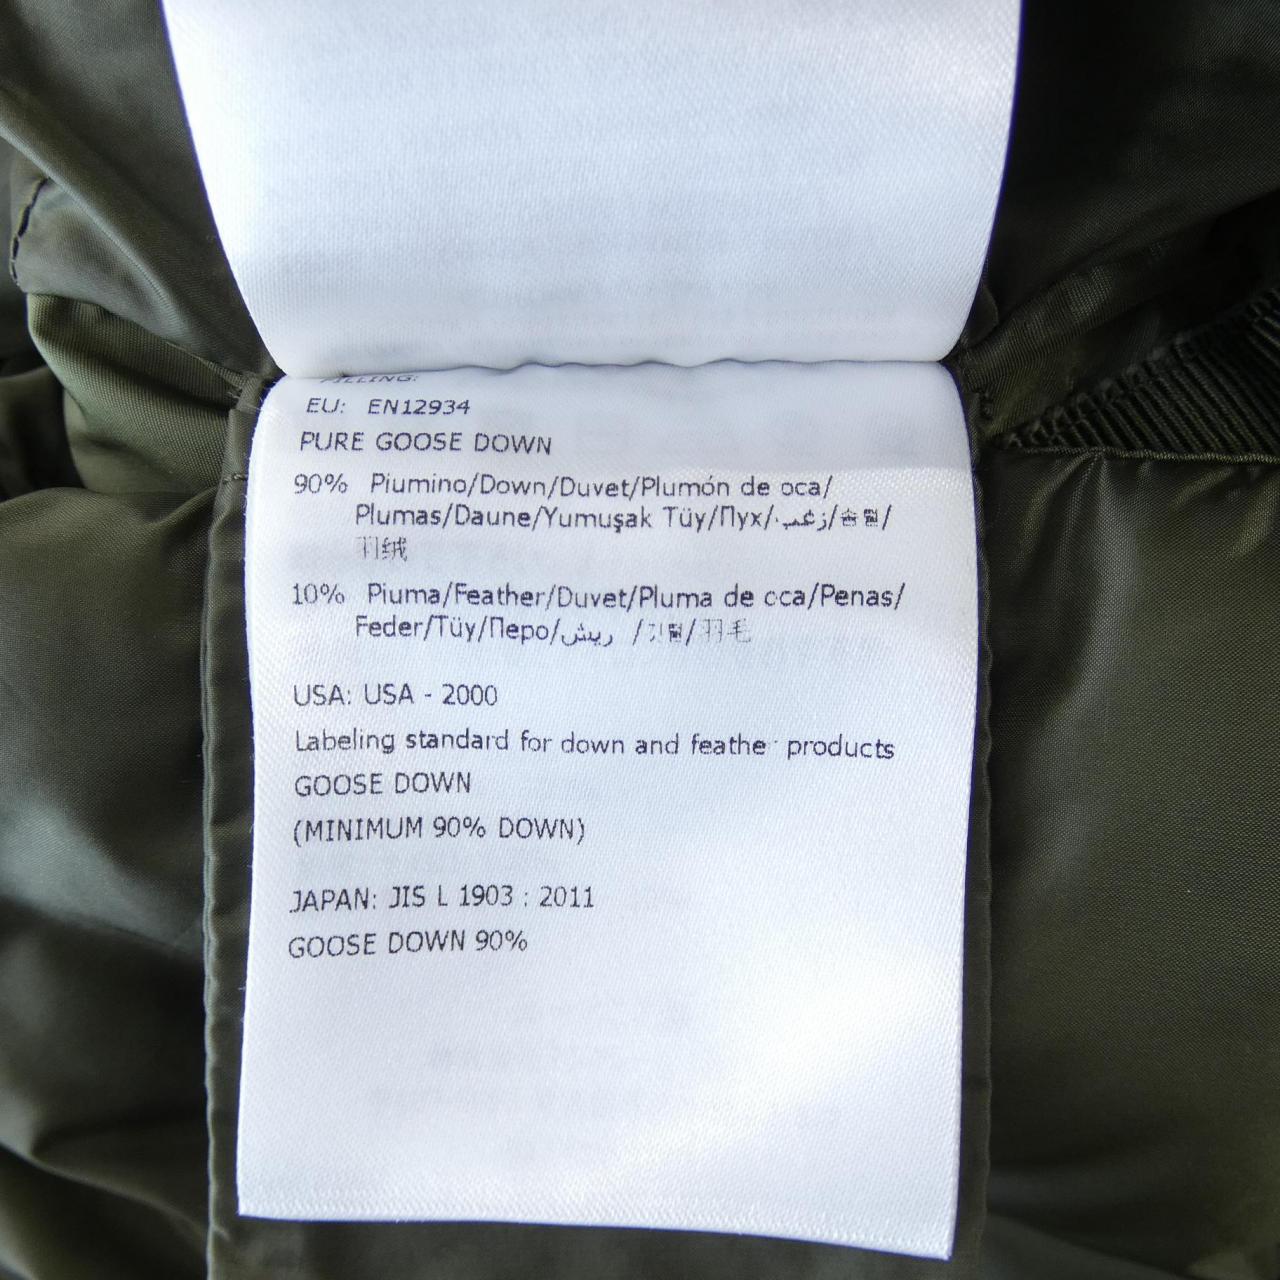 FILLING:
EU: EN12934
PURE GOOSE DOWN
90% Piumino/Down/Duvet/Plumón de oca/
Plumas/Daune/Yumuşak Tüy/Пух/زغب/솜털/
羽绒
10% Piuma/Feather/Duvet/Pluma de oca/Penas/
Feder/Tüy/Перо/ريش /깃털/羽毛
USA: USA - 2000
Labeling standard for down and feather products
GOOSE DOWN
(MINIMUM 90% DOWN)
JAPAN: JIS L 1903 : 2011
GOOSE DOWN 90%